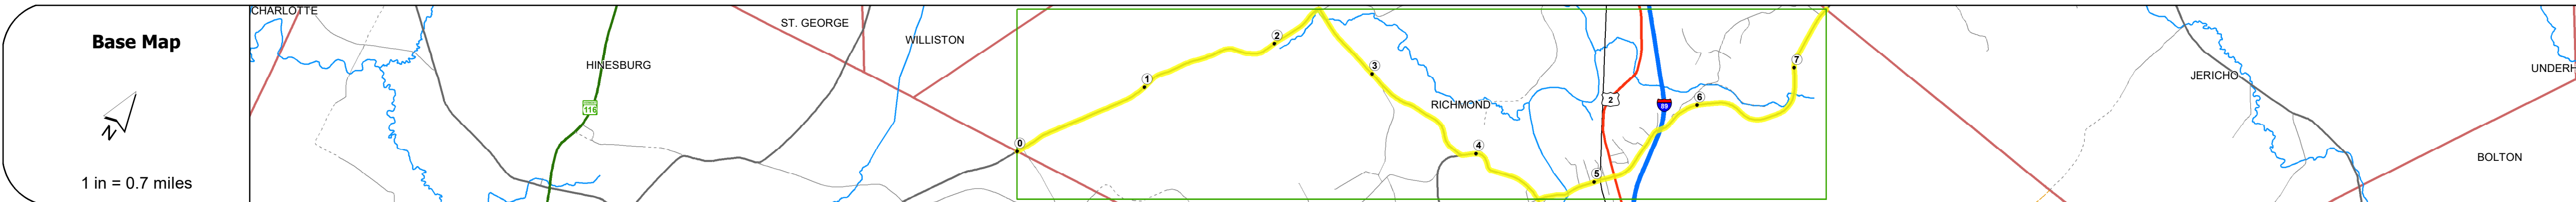 Base Map
N
1 in = 0.7 miles
CHARLOTTE
HINESBURG
116
ST. GEORGE
WILLISTON
0
1
2
3
RICHMOND
4
5
2
89
6
7
JERICHO
UNDERH
BOLTON